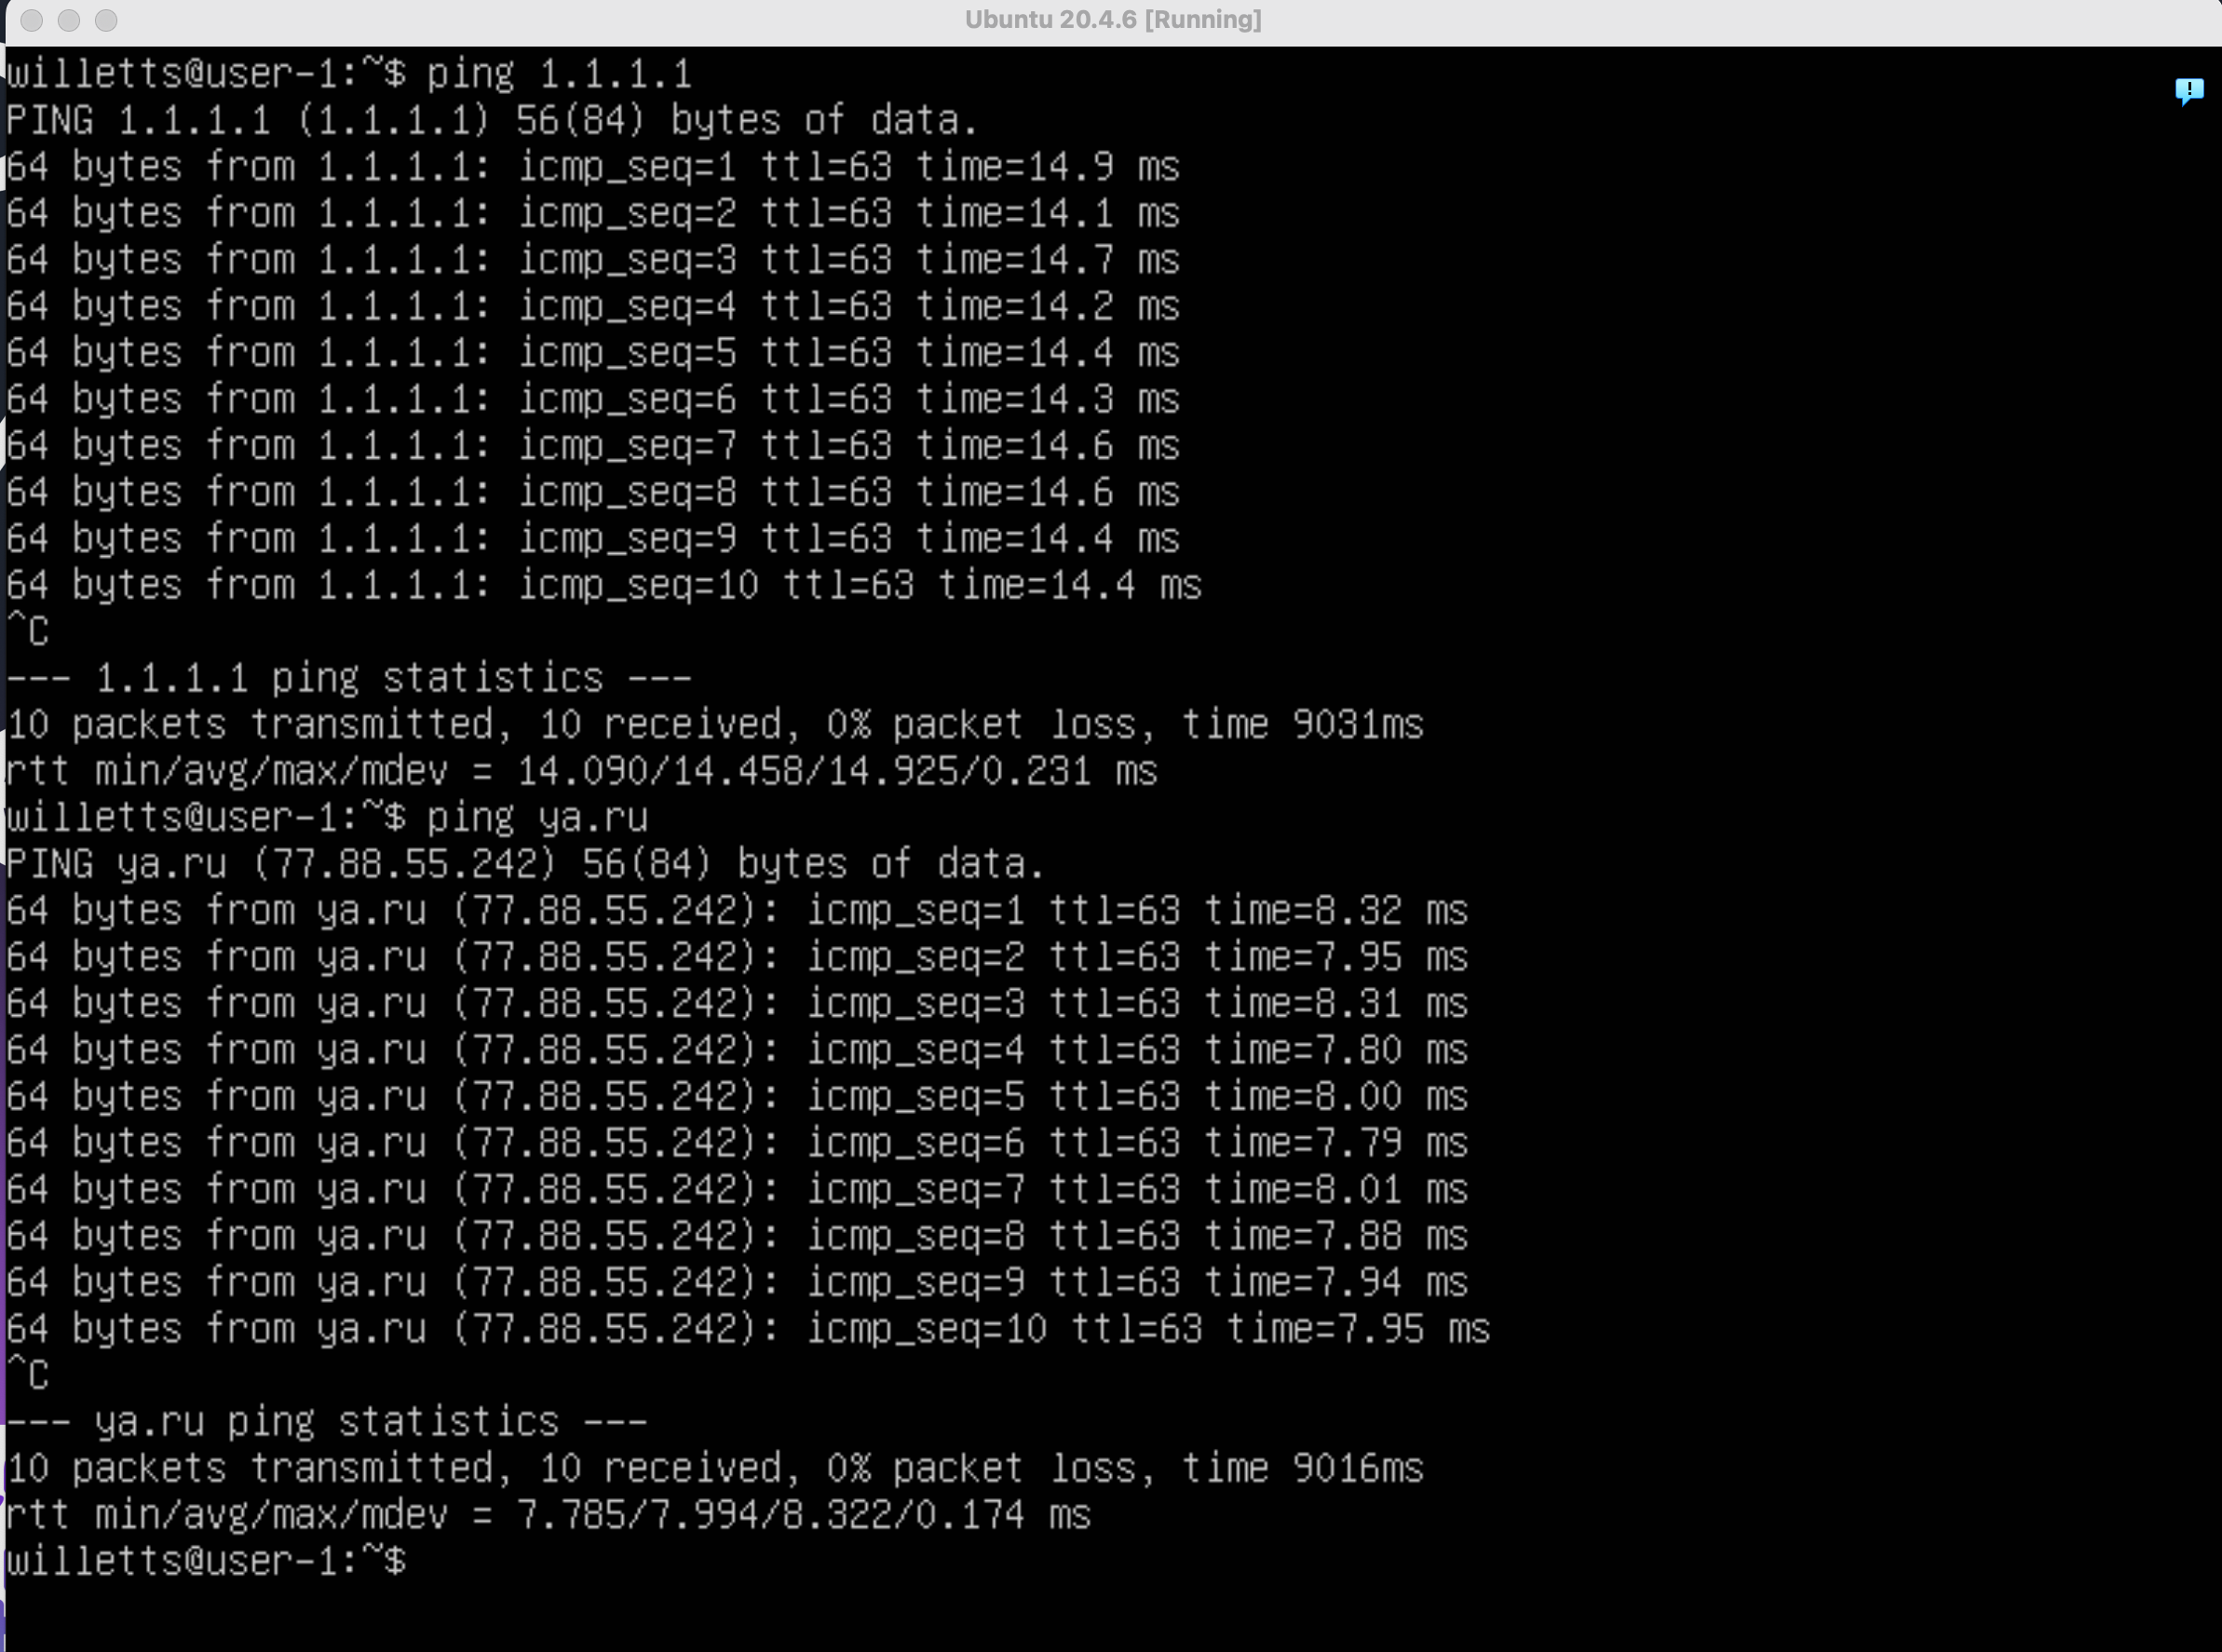 Ubuntu 20.4.6 [Running]
willetts@user-1:~$ ping 1.1.1.1
PING 1.1.1.1 (1.1.1.1) 56(84) bytes of data.
64 bytes from 1.1.1.1: icmp_seq=1 ttl=63 time=14.9 ms
64 bytes from 1.1.1.1: icmp_seq=2 ttl=63 time=14.1 ms
64 bytes from 1.1.1.1: icmp_seq=3 ttl=63 time=14.7 ms
64 bytes from 1.1.1.1: icmp_seq=4 ttl=63 time=14.2 ms
64 bytes from 1.1.1.1: icmp_seq=5 ttl=63 time=14.4 ms
64 bytes from 1.1.1.1: icmp_seq=6 ttl=63 time=14.3 ms
64 bytes from 1.1.1.1: icmp_seq=7 ttl=63 time=14.6 ms
64 bytes from 1.1.1.1: icmp_seq=8 ttl=63 time=14.6 ms
64 bytes from 1.1.1.1: icmp_seq=9 ttl=63 time=14.4 ms
64 bytes from 1.1.1.1: icmp_seq=10 ttl=63 time=14.4 ms
^C
--- 1.1.1.1 ping statistics ---
10 packets transmitted, 10 received, 0% packet loss, time 9031ms
rtt min/avg/max/mdev = 14.090/14.458/14.925/0.231 ms
willetts@user-1:~$ ping ya.ru
PING ya.ru (77.88.55.242) 56(84) bytes of data.
64 bytes from ya.ru (77.88.55.242): icmp_seq=1 ttl=63 time=8.32 ms
64 bytes from ya.ru (77.88.55.242): icmp_seq=2 ttl=63 time=7.95 ms
64 bytes from ya.ru (77.88.55.242): icmp_seq=3 ttl=63 time=8.31 ms
64 bytes from ya.ru (77.88.55.242): icmp_seq=4 ttl=63 time=7.80 ms
64 bytes from ya.ru (77.88.55.242): icmp_seq=5 ttl=63 time=8.00 ms
64 bytes from ya.ru (77.88.55.242): icmp_seq=6 ttl=63 time=7.79 ms
64 bytes from ya.ru (77.88.55.242): icmp_seq=7 ttl=63 time=8.01 ms
64 bytes from ya.ru (77.88.55.242): icmp_seq=8 ttl=63 time=7.88 ms
64 bytes from ya.ru (77.88.55.242): icmp_seq=9 ttl=63 time=7.94 ms
64 bytes from ya.ru (77.88.55.242): icmp_seq=10 ttl=63 time=7.95 ms
^C
--- ya.ru ping statistics ---
10 packets transmitted, 10 received, 0% packet loss, time 9016ms
rtt min/avg/max/mdev = 7.785/7.994/8.322/0.174 ms
willetts@user-1:~$